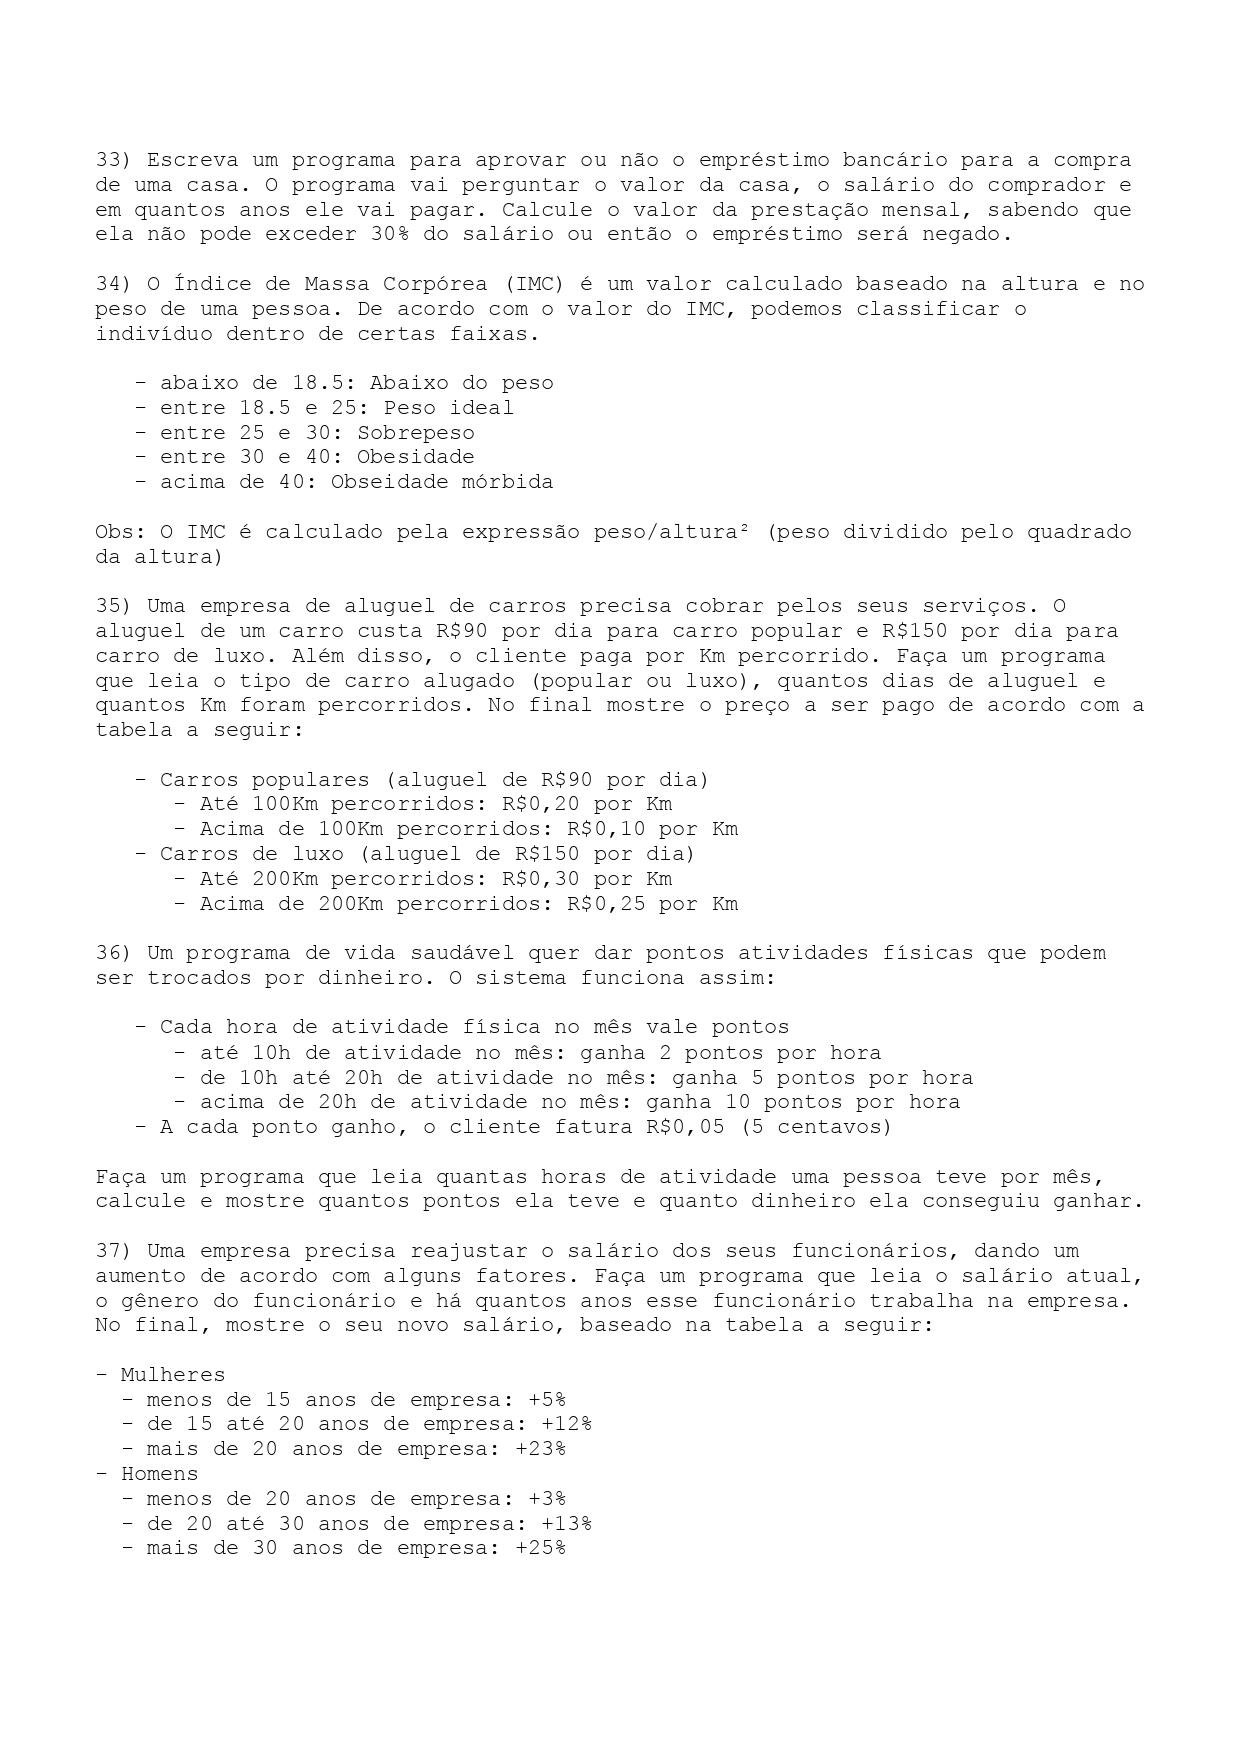 33) Escreva um programa para aprovar ou não o empréstimo bancário para a compra
de uma casa. O programa vai perguntar o valor da casa, o salário do comprador e
em quantos anos ele vai pagar. Calcule o valor da prestação mensal, sabendo que
ela não pode exceder 30% do salário ou então o empréstimo será negado.
34) O Índice de Massa Corpórea (IMC) é um valor calculado baseado na altura e no
peso de uma pessoa. De acordo com o valor do IMC, podemos classificar o
indivíduo dentro de certas faixas.
- abaixo de 18.5: Abaixo do peso
- entre 18.5 e 25: Peso ideal
- entre 25 e 30: Sobrepeso
- entre 30 e 40: Obesidade
- acima de 40: Obseidade mórbida
Obs: O IMC é calculado pela expressão peso/altura² (peso dividido pelo quadrado
da altura)
35) Uma empresa de aluguel de carros precisa cobrar pelos seus serviços. O
aluguel de um carro custa R$90 por dia para carro popular e R$150 por dia para
carro de luxo. Além disso, o cliente paga por Km percorrido. Faça um programa
que leia o tipo de carro alugado (popular ou luxo), quantos dias de aluguel e
quantos Km foram percorridos. No final mostre o preço a ser pago de acordo com a
tabela a seguir:
- Carros populares (aluguel de R$90 por dia)
- Até 100Km percorridos: R$0,20 por Km
- Acima de 100Km percorridos: R$0,10 por Km
- Carros de luxo (aluguel de R$150 por dia)
- Até 200Km percorridos: R$0,30 por Km
- Acima de 200Km percorridos: R$0,25 por Km
36) Um programa de vida saudável quer dar pontos atividades físicas que podem
ser trocados por dinheiro. O sistema funciona assim:
- Cada hora de atividade física no mês vale pontos
- até 10h de atividade no mês: ganha 2 pontos por hora
- de 10h até 20h de atividade no mês: ganha 5 pontos por hora
- acima de 20h de atividade no mês: ganha 10 pontos por hora
- A cada ponto ganho, o cliente fatura R$0,05 (5 centavos)
Faça um programa que leia quantas horas de atividade uma pessoa teve por mês,
calcule e mostre quantos pontos ela teve e quanto dinheiro ela conseguiu ganhar.
37) Uma empresa precisa reajustar o salário dos seus funcionários, dando um
aumento de acordo com alguns fatores. Faça um programa que leia o salário atual,
o gênero do funcionário e há quantos anos esse funcionário trabalha na empresa.
No final, mostre o seu novo salário, baseado na tabela a seguir:
- Mulheres
- menos de 15 anos de empresa: +5%
- de 15 até 20 anos de empresa: +12%
- mais de 20 anos de empresa: +23%
- Homens
- menos de 20 anos de empresa: +3%
- de 20 até 30 anos de empresa: +13%
- mais de 30 anos de empresa: +25%